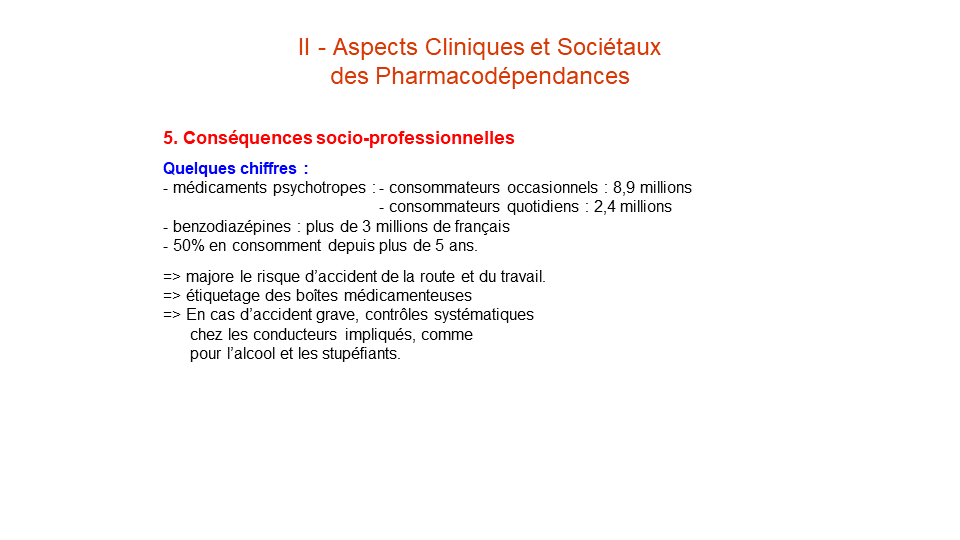 II - Aspects Cliniques et Sociétaux
des Pharmacodépendances
5. Conséquences socio-professionnelles
Quelques chiffres :
- médicaments psychotropes : - consommateurs occasionnels : 8,9 millions
- consommateurs quotidiens : 2,4 millions
- benzodiazépines : plus de 3 millions de français
- 50% en consomment depuis plus de 5 ans.
=> majore le risque d’accident de la route et du travail.
=> étiquetage des boîtes médicamenteuses
=> En cas d’accident grave, contrôles systématiques
chez les conducteurs impliqués, comme
pour l’alcool et les stupéfiants.